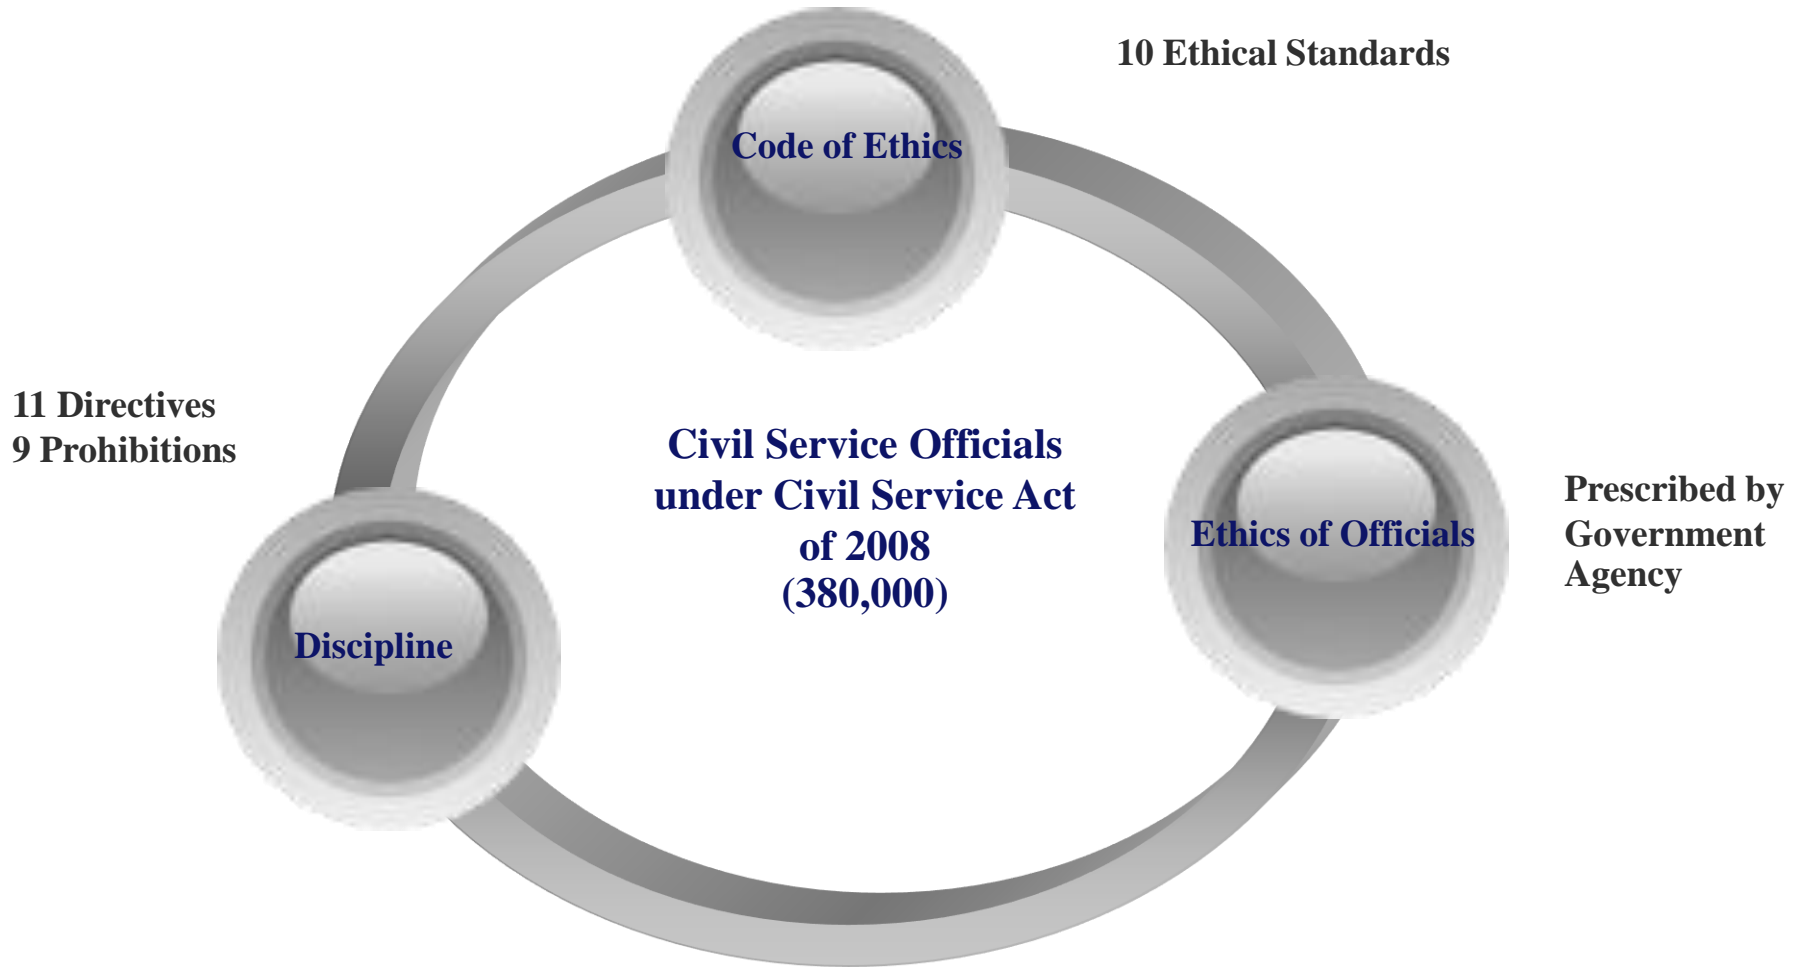 10 Ethical Standards
Code of Ethics
11 Directives
9 Prohibitions
Civil Service Officials
under Civil Service Act
of 2008
(380,000)
Ethics of Officials
Prescribed by
Government
Agency
Discipline